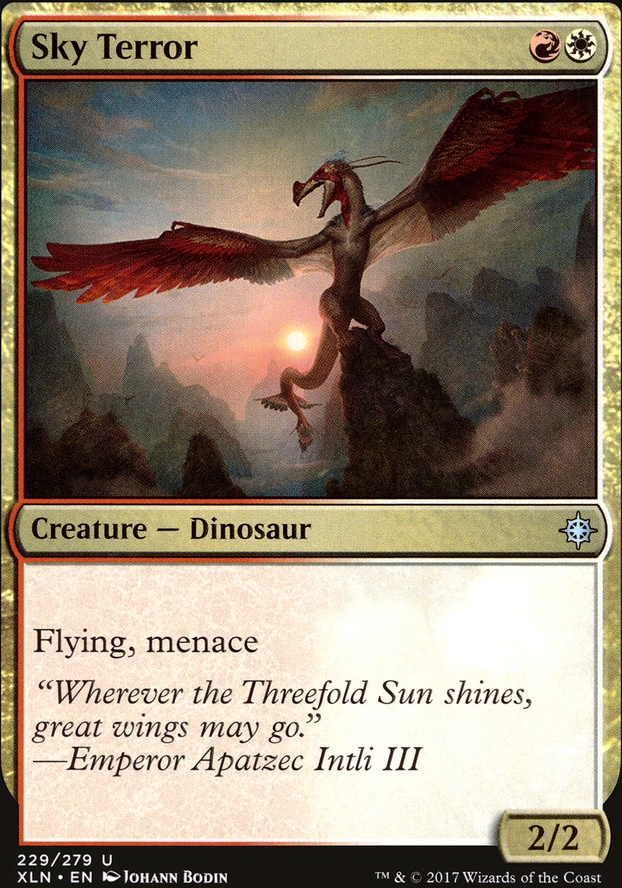 Sky Terror
Creature — Dinosaur
Flying, menace
“Wherever the Threefold Sun shines,
great wings may go.”
—Emperor Apatzec Intli III
2/2
229/279 U
XLN • EN Johann Bodin
™ & © 2017 Wizards of the Coast